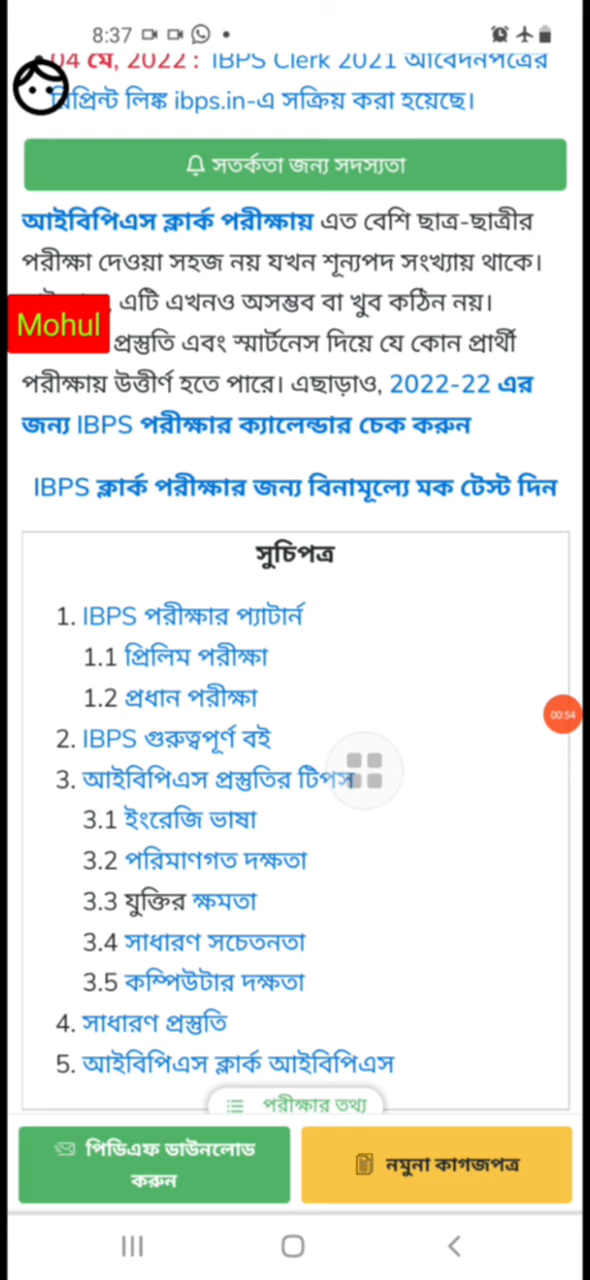 8:37
04 মে, 2022 : IBPS Clerk 2021 আবেদনপত্রের
প্রিন্ট লিঙ্ক ibps.in-এ সক্রিয় করা হয়েছে।
সতর্কতা জন্য সদস্যতা
আইবিপিএস ক্লার্ক পরীক্ষায় এত বেশি ছাত্র-ছাত্রীর
পরীক্ষা দেওয়া সহজ নয় যখন শূন্যপদ সংখ্যায় থাকে।
এটি এখনও অসম্ভব বা খুব কঠিন নয়।
Mohul
প্রস্তুতি এবং স্মার্টনেস দিয়ে যে কোন প্রার্থী
পরীক্ষায় উত্তীর্ণ হতে পারে। এছাড়াও, 2022-22 এর
জন্য IBPS পরীক্ষার ক্যালেন্ডার চেক করুন
IBPS ক্লার্ক পরীক্ষার জন্য বিনামূল্যে মক টেস্ট দিন
সুচিপত্র
1. IBPS পরীক্ষার প্যাটার্ন
1.1 প্রিলিম পরীক্ষা
1.2 প্রধান পরীক্ষা
00:54
2. IBPS গুরুত্বপূর্ণ বই
3. আইবিপিএস প্রস্তুতির টিপস
3.1 ইংরেজি ভাষা
3.2 পরিমাণগত দক্ষতা
3.3 যুক্তির ক্ষমতা
3.4 সাধারণ সচেতনতা
3.5 কম্পিউটার দক্ষতা
4. সাধারণ প্রস্তুতি
5. আইবিপিএস ক্লার্ক আইবিপিএস
পরীক্ষার তথ্য
পিডিএফ ডাউনলোড
করুন
নমুনা কাগজপত্র